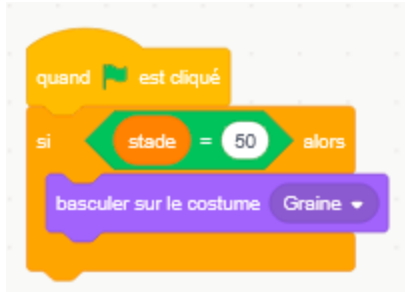 quand est cliqué
si stade = 50 alors
basculer sur le costume Graine